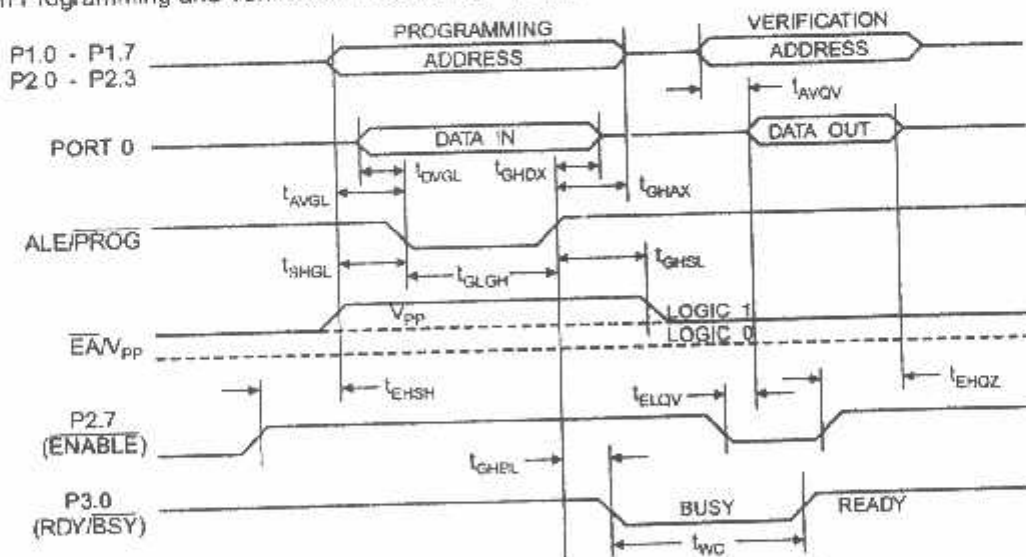 Programming and
PROGRAMMING
VERIFICATION
P1.0 - P1.7
P2.0 - P2.3
ADDRESS
ADDRESS
tAVQV
PORT 0
DATA IN
DATA OUT
tDVGL
tGHDX
tAVGL
tGHAX
ALE/PROG
tSHGL
tGLGH
tGHSL
VPP
LOGIC 1
LOGIC 0
EA/VPP
tEHSH
tELQV
tEHQZ
P2.7
(ENABLE)
tGHBL
P3.0
(RDY/BSY)
BUSY
READY
tWC